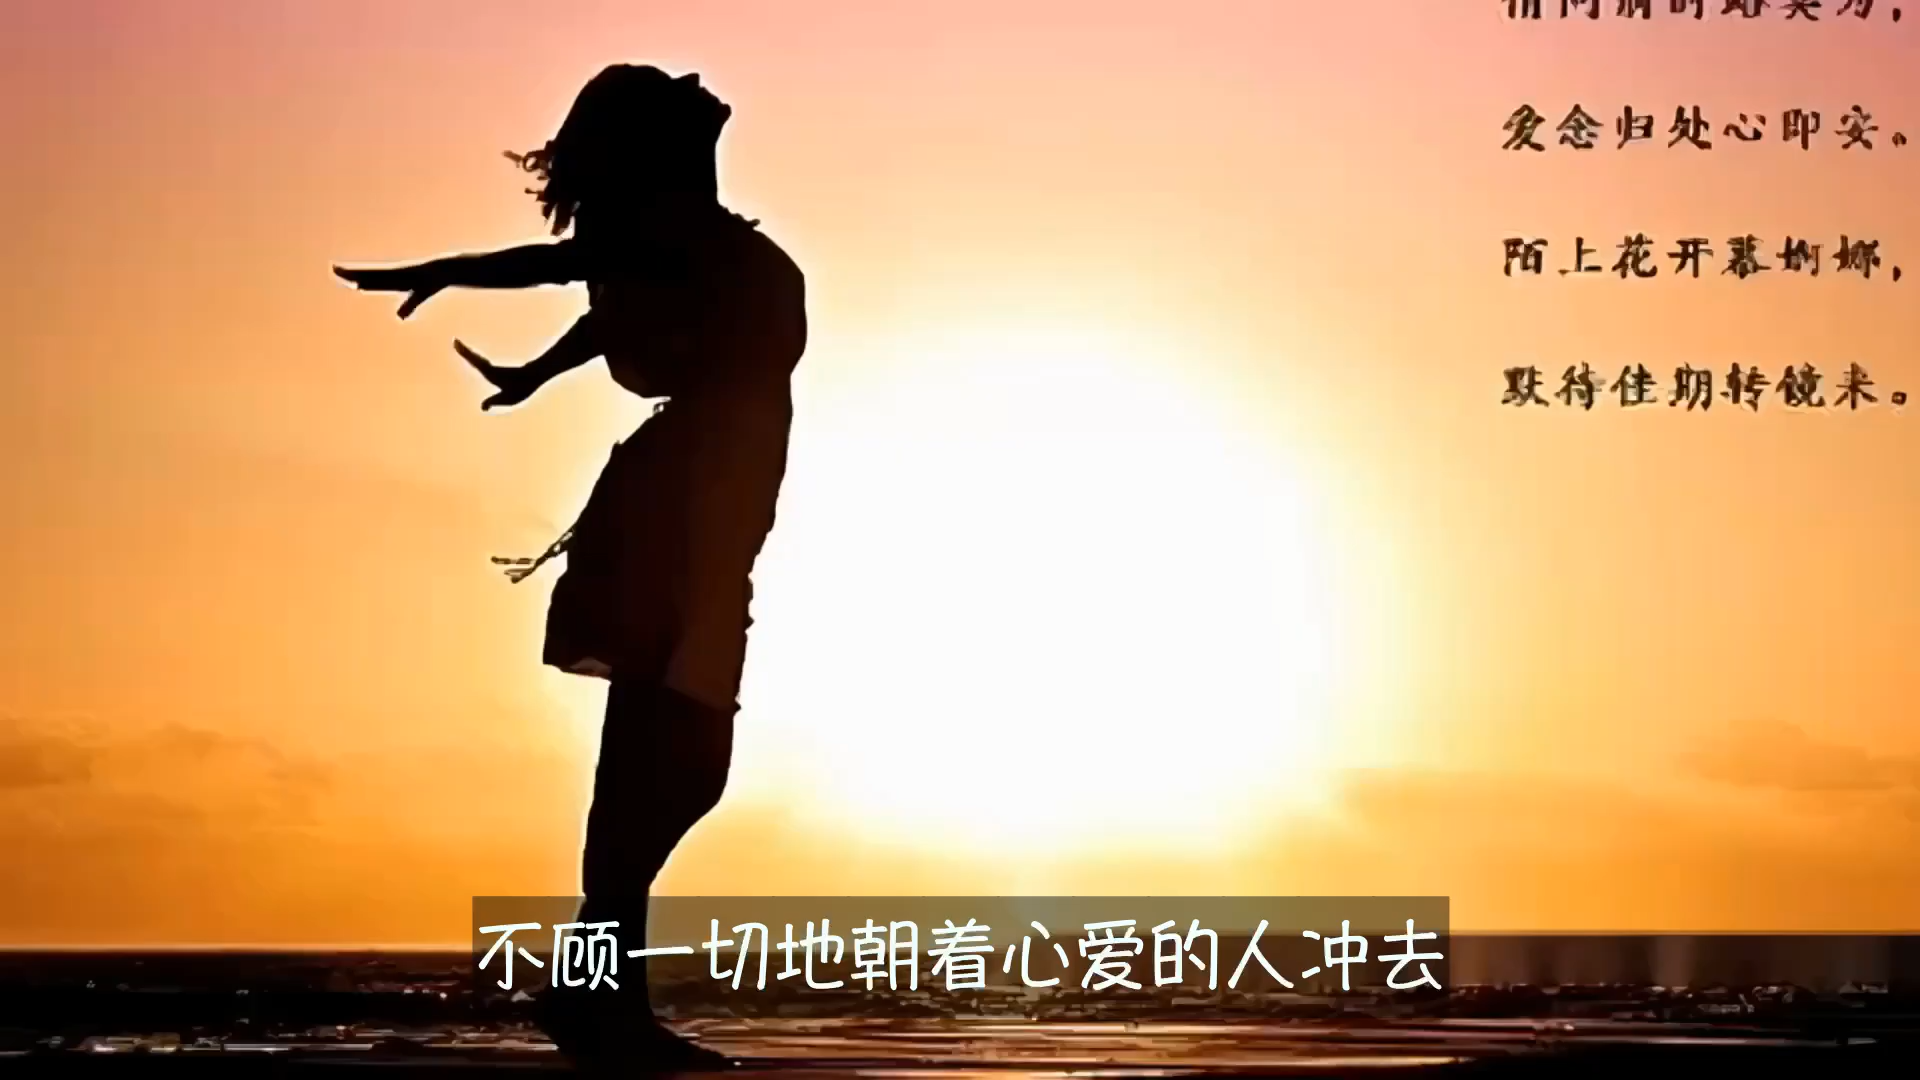 爱念归处心即安。
陌上花开慕婀娜，
默待佳期转镜来。
不顾一切地朝着心爱的人冲去